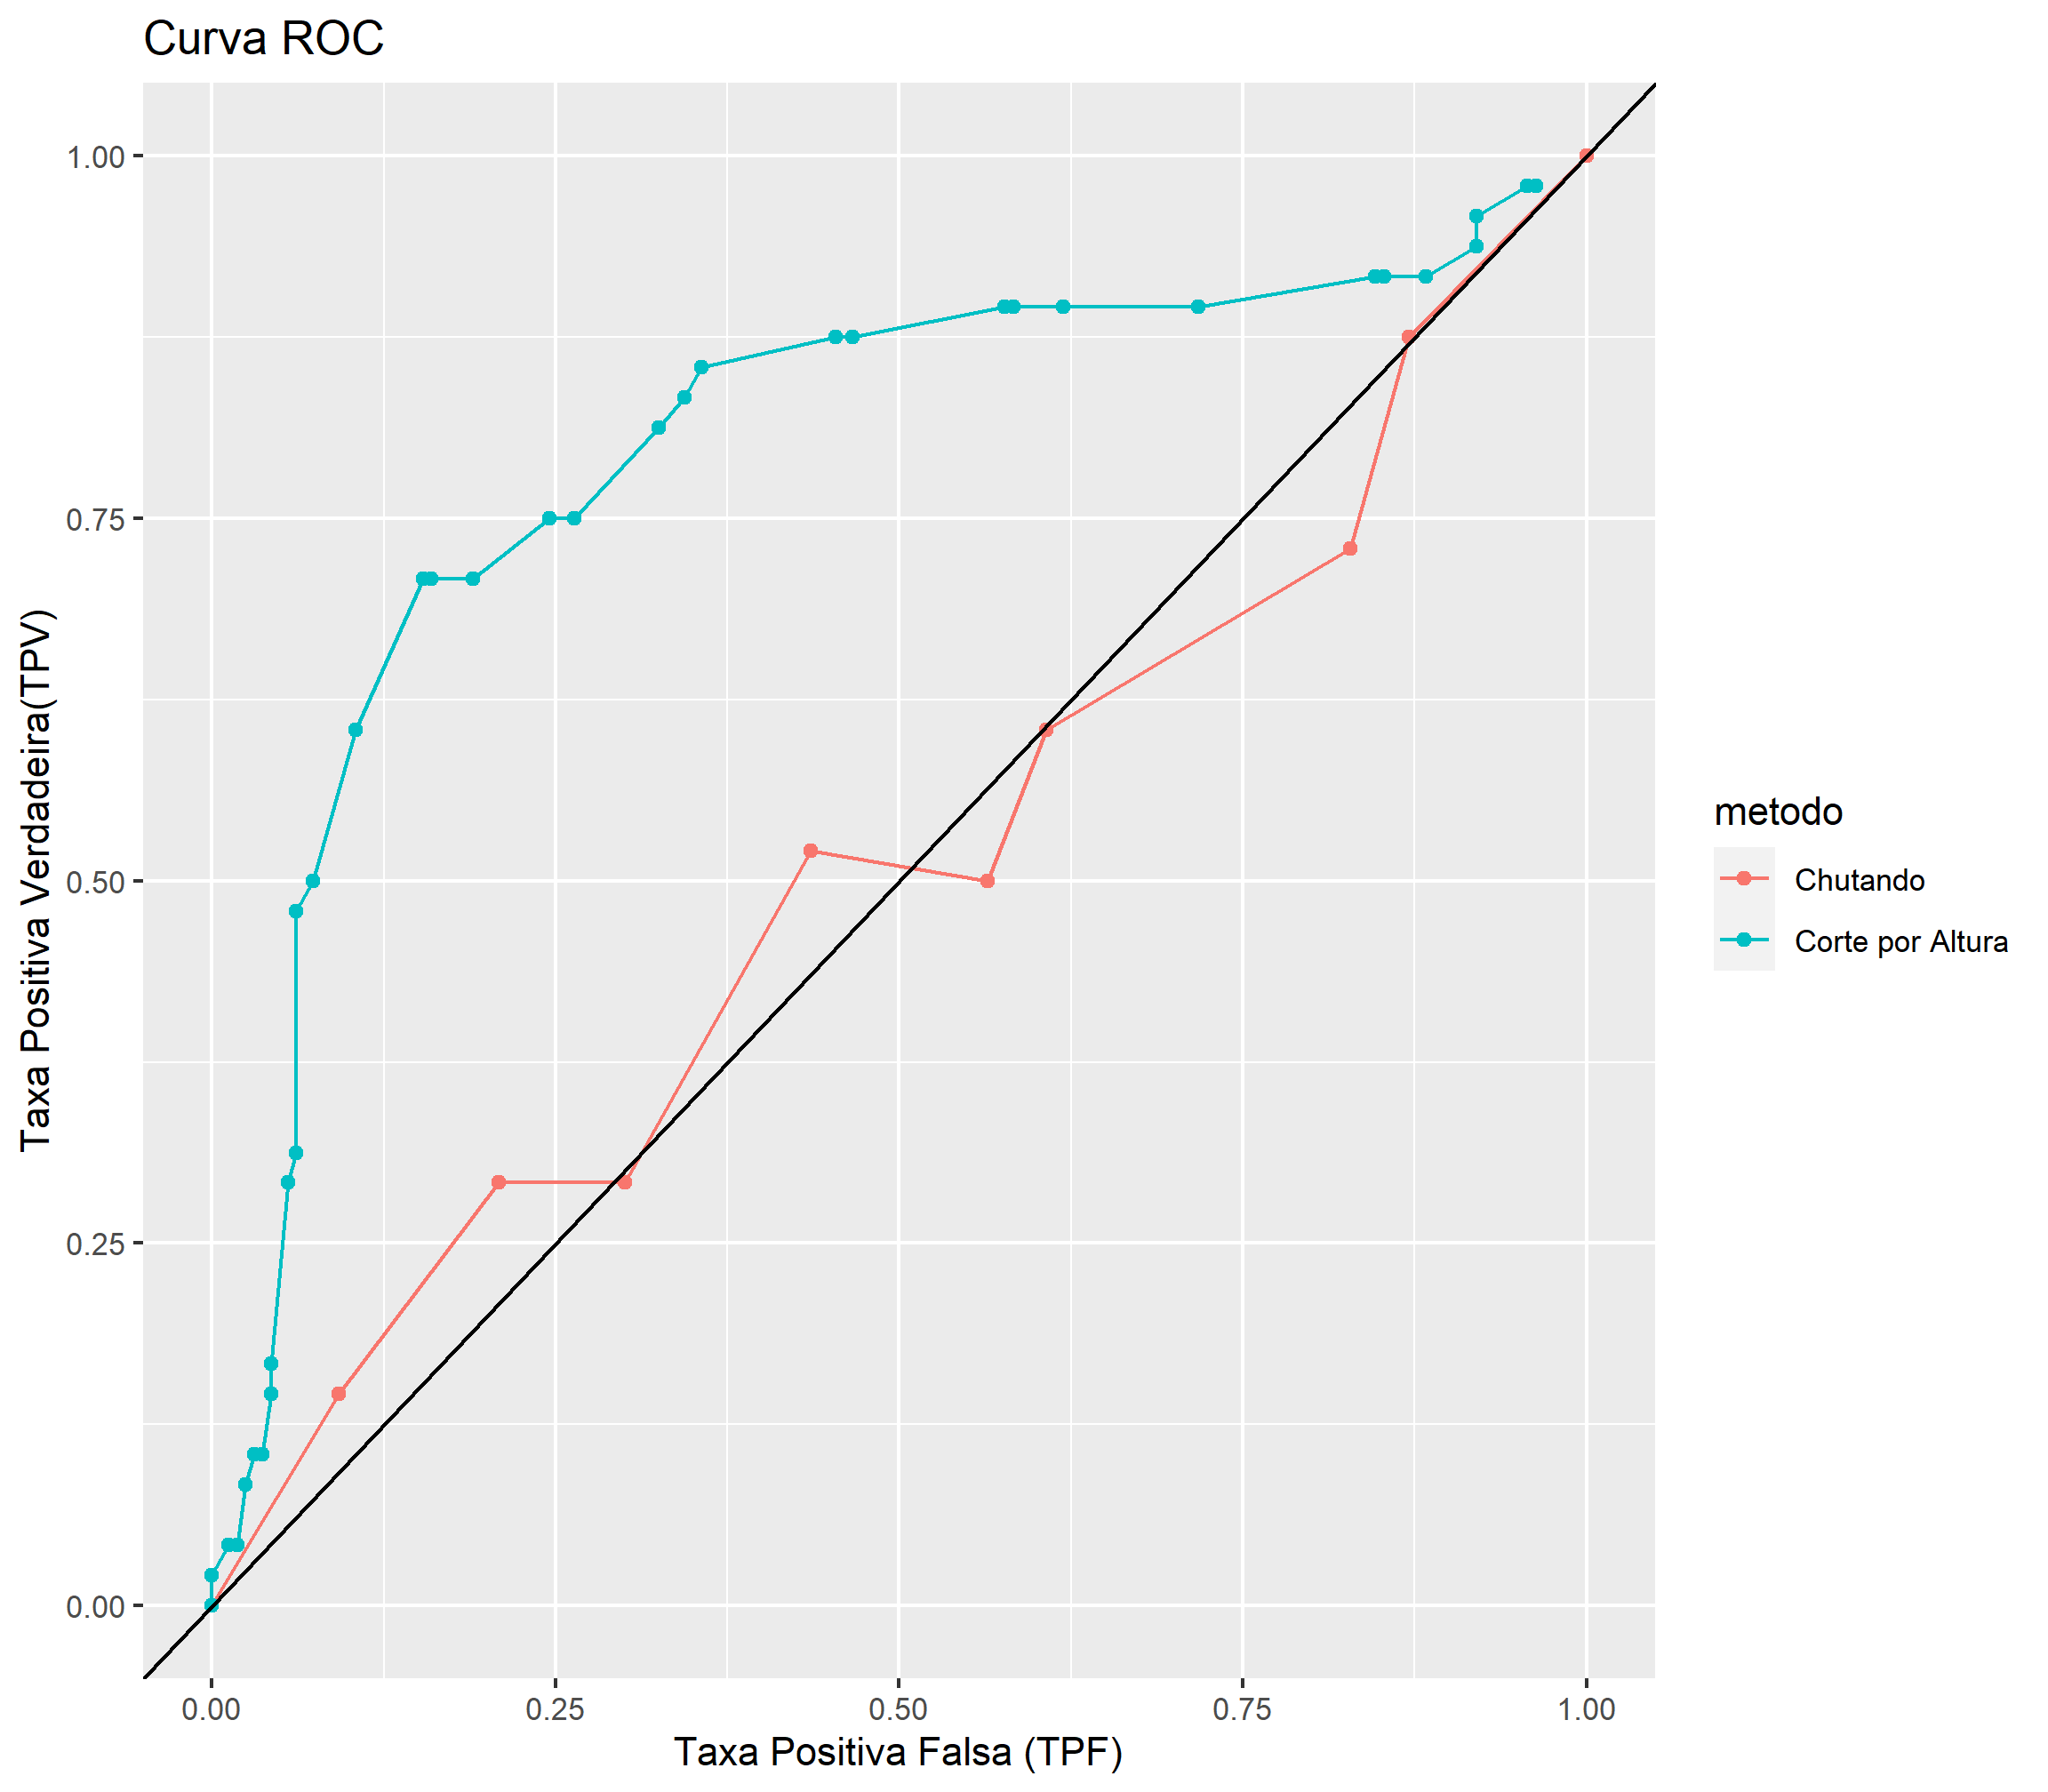 Curva ROC
1.00
0.75
0.50
0.25
0.00
Taxa Positiva Verdadeira(TPV)
0.00 0.25 0.50 0.75 1.00
Taxa Positiva Falsa (TPF)
metodo
Chutando
Corte por Altura